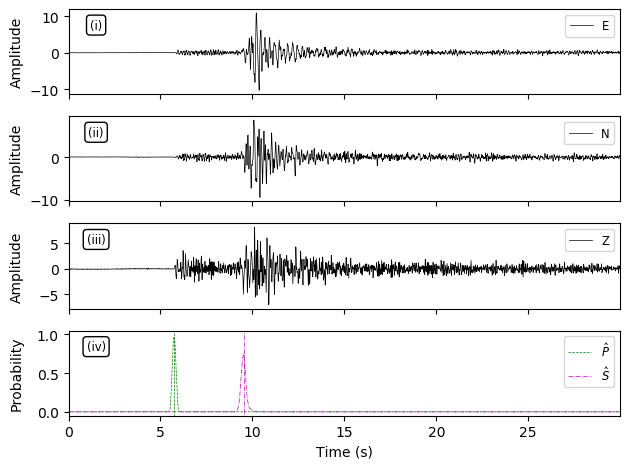 Amplitude
10
0
−10
(i)
E
Amplitude
0
−10
(ii)
N
Amplitude
5
0
−5
(iii)
Z
Probability
1.0
0.5
0.0
(iv)
P̂
Ŝ
0 5 10 15 20 25
Time (s)